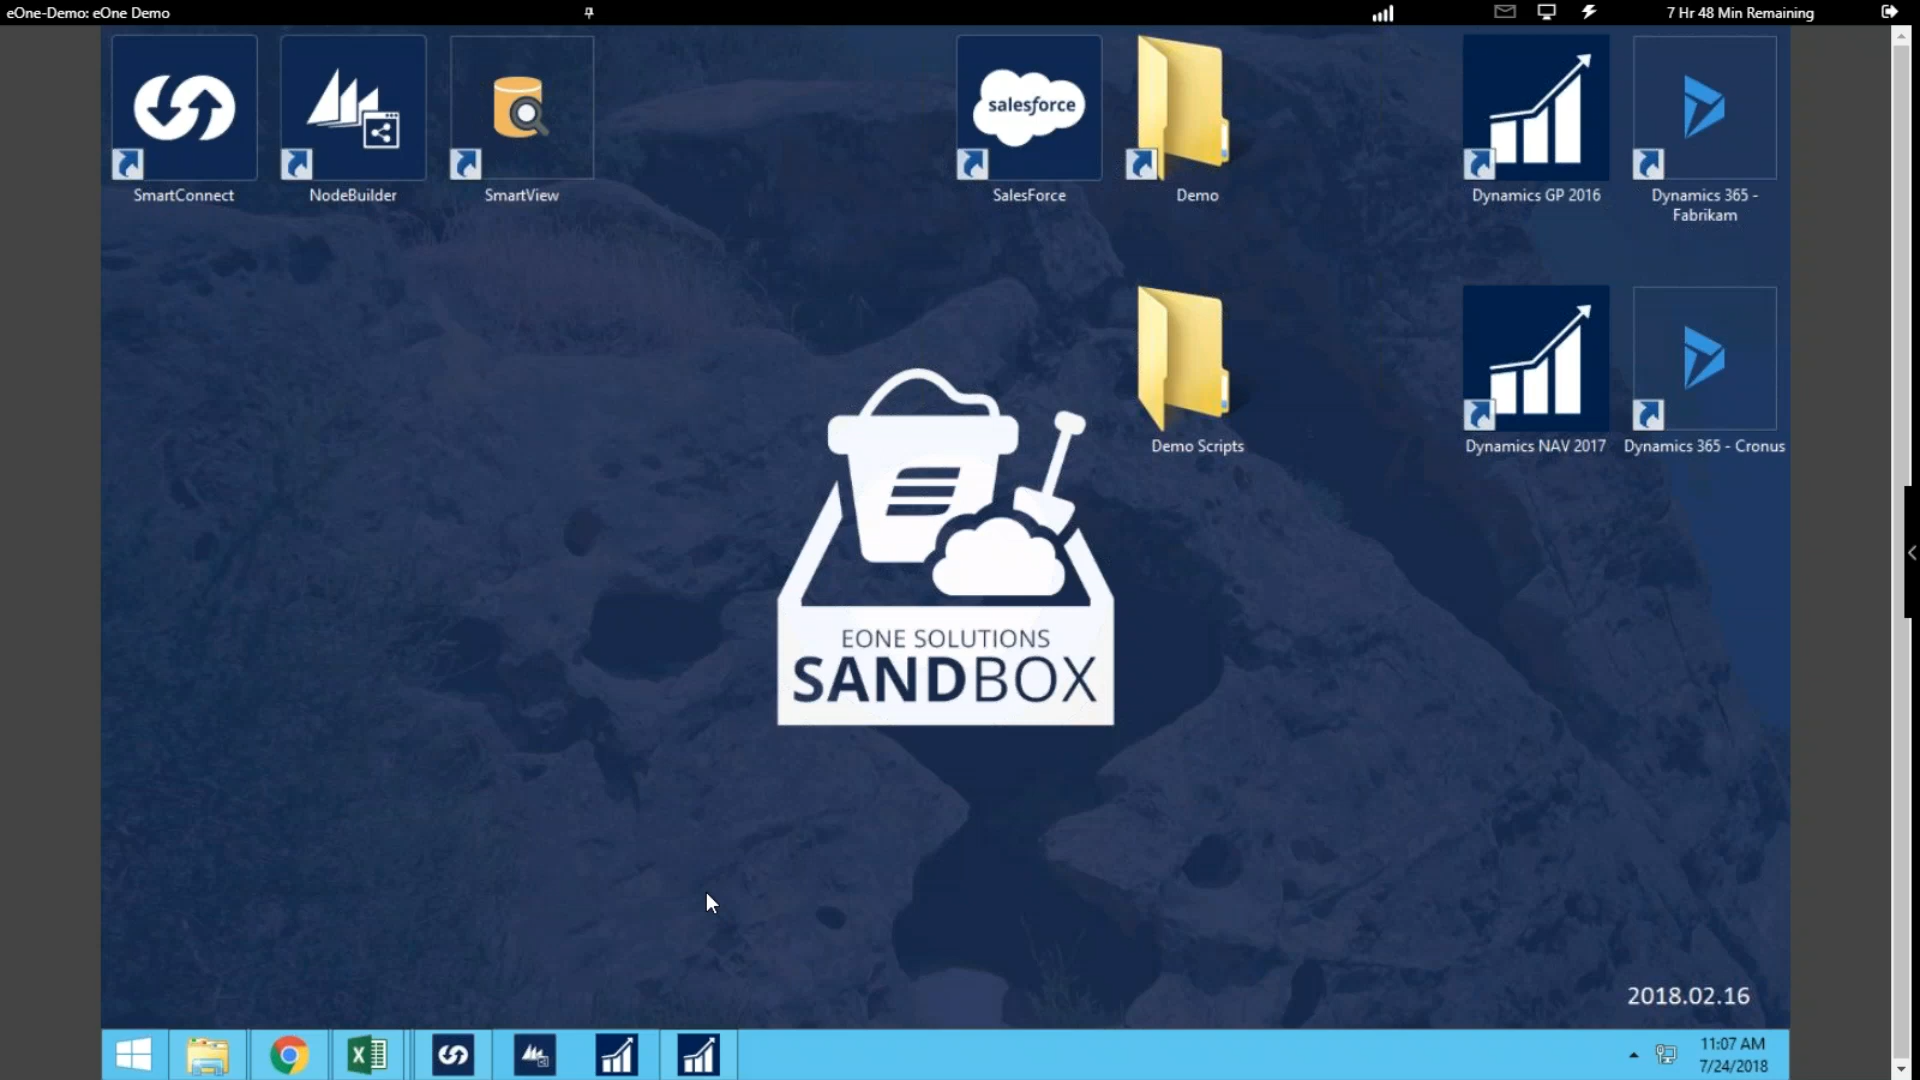 eOne-Demo: eOne Demo
7 Hr 48 Min Remaining
SmartConnect
NodeBuilder
SmartView
salesforce
SalesForce
Demo
Dynamics GP 2016
Dynamics 365 -
Fabrikam
Demo Scripts
Dynamics NAV 2017
Dynamics 365 - Cronus
EONE SOLUTIONS
SANDBOX
2018.02.16
11:07 AM
7/24/2018